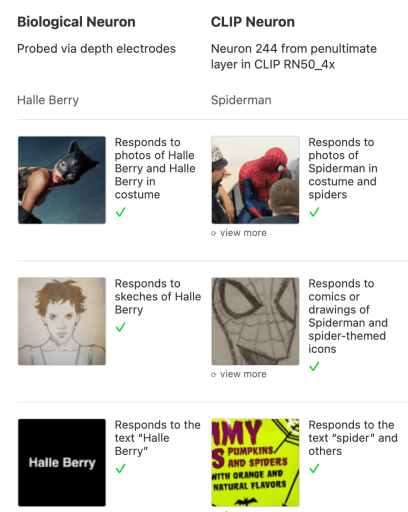 Biological Neuron
CLIP Neuron
Probed via depth electrodes
Neuron 244 from penultimate
layer in CLIP RN50_4x
Halle Berry
Spiderman
Responds to
photos of Halle
Berry and Halle
Berry in
costume
Responds to
photos of
Spiderman in
costume and
spiders
view more
Responds to
skeches of Halle
Berry
Responds to
comics or
drawings of
Spiderman and
spider-themed
icons
view more
Halle Berry
Responds to the
text “Halle
Berry”
IMY
S PUMPKINS
AND SPIDERS
WITH ORANGE AND
NATURAL FLAVORS
Responds to the
text “spider” and
others